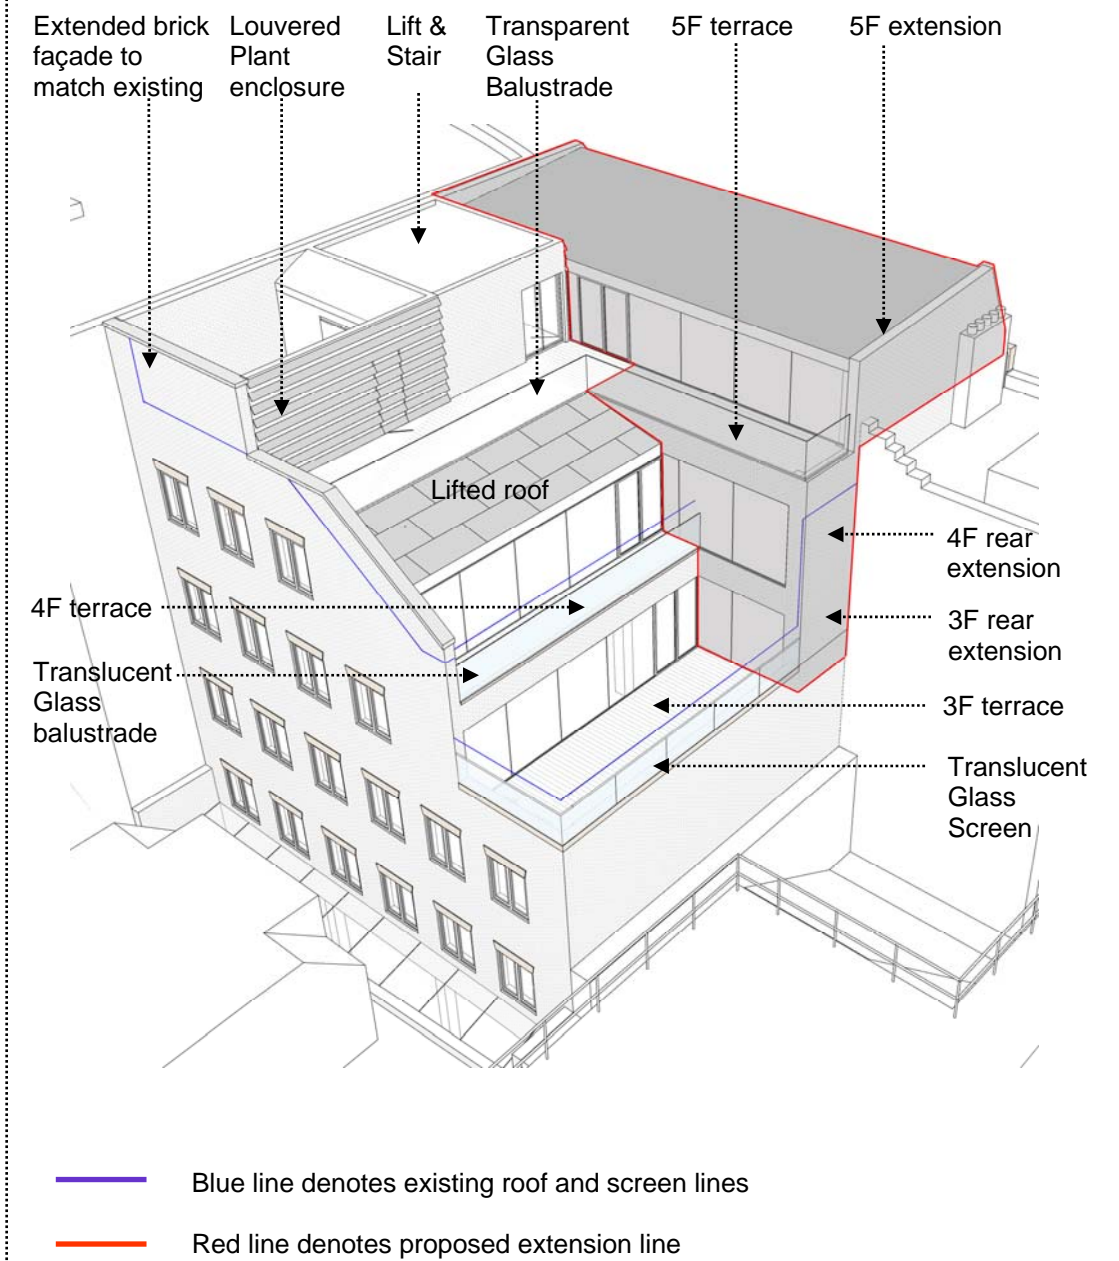 Extended brick
façade to
match existing
Louvered
Plant
enclosure
Lift &
Stair
Transparent
Glass
Balustrade
5F terrace
5F extension
Lifted roof
4F rear
extension
4F terrace
3F rear
extension
Translucent
Glass
balustrade
3F terrace
Translucent
Glass
Screen
Blue line denotes existing roof and screen lines
Red line denotes proposed extension line